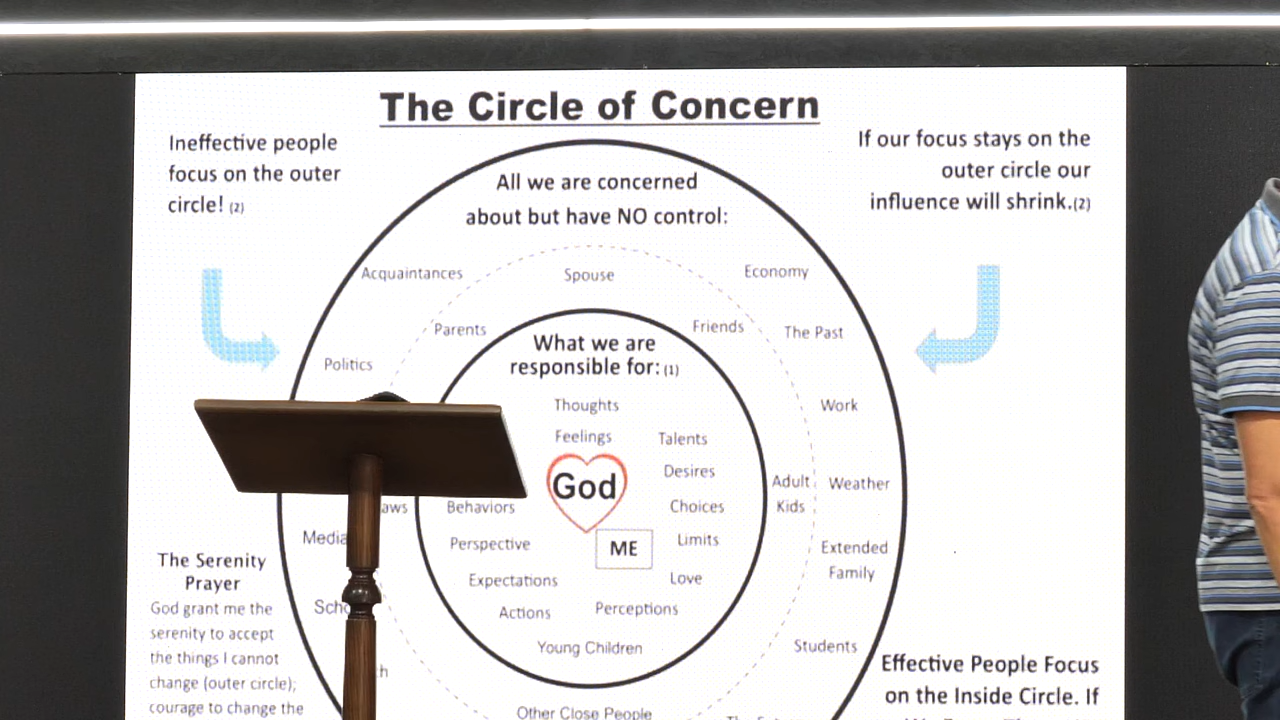 The Circle of Concern
Ineffective people
focus on the outer
circle! (2)
If our focus stays on the
outer circle our
influence will shrink.(2)
All we are concerned
about but have NO control:
Acquaintances
Spouse
Economy
Parents
Friends
The Past
Politics
What we are
responsible for: (1)
Thoughts
Work
Feelings
Talents
Desires
God
Adult
Kids
Weather
aws
Behaviors
Choices
Media
Perspective
ME
Limits
Extended
Family
Expectations
Love
Actions
Perceptions
Young Children
Students
Other Close People
The Serenity
Prayer
God grant me the
serenity to accept
the things I cannot
change (outer circle);
courage to change the
Effective People Focus
on the Inside Circle. If